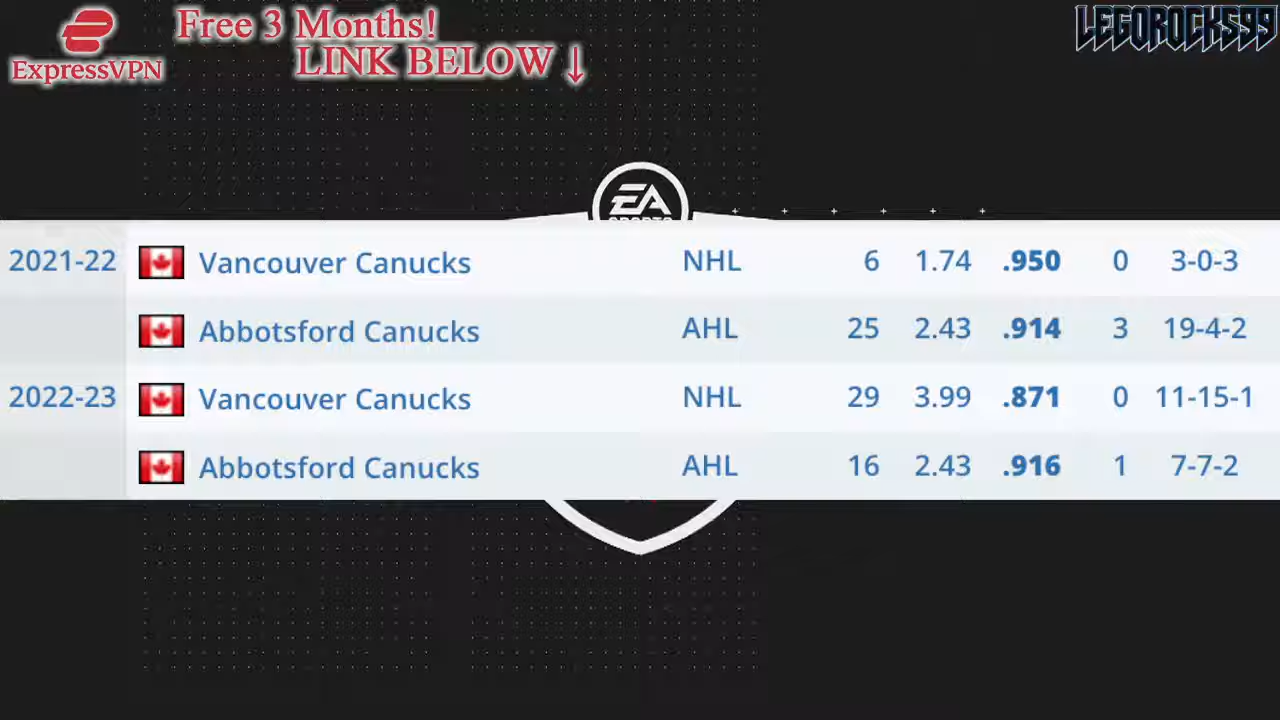 Free 3 Months!
LINK BELOW ↓
ExpressVPN
LEGOROCKS99
EA
SPORTS
2021-22 Vancouver Canucks NHL 6 1.74 .950 0 3-0-3
Abbotsford Canucks AHL 25 2.43 .914 3 19-4-2
2022-23 Vancouver Canucks NHL 29 3.99 .871 0 11-15-1
Abbotsford Canucks AHL 16 2.43 .916 1 7-7-2